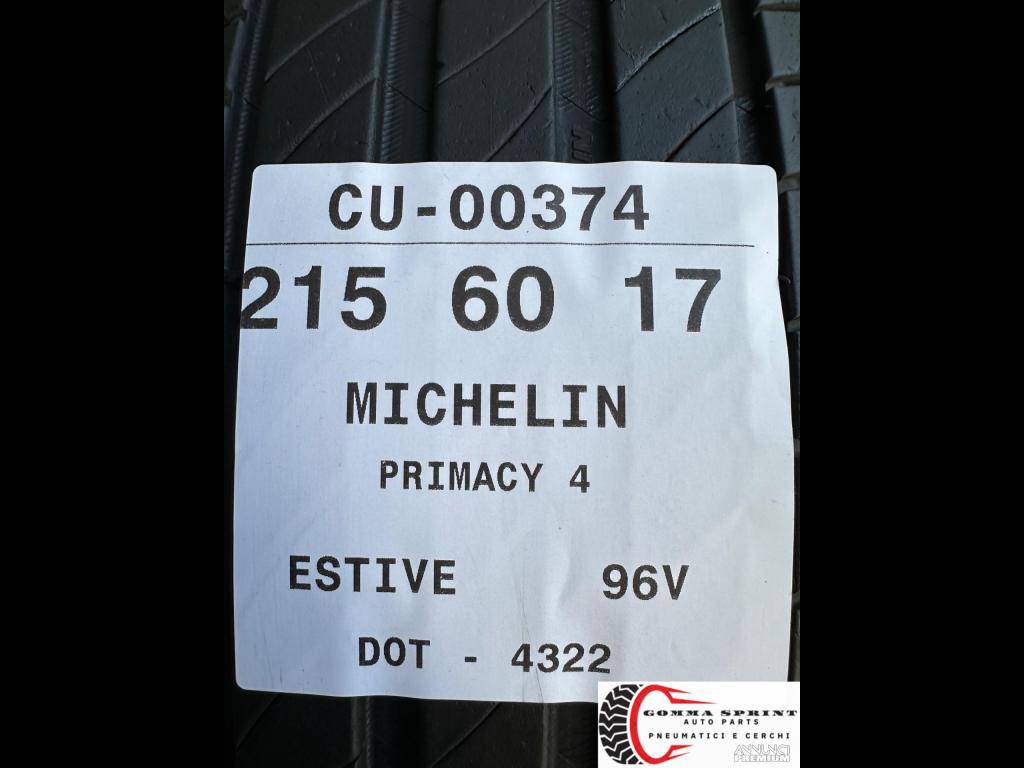 CU-00374
215 60 17
MICHELIN
PRIMACY 4
ESTIVE 96V
DOT - 4322
GOMMA SPRINT
AUTO PARTS
PNEUMATICI E CERCHI
ANNUNCI
PREMIUM